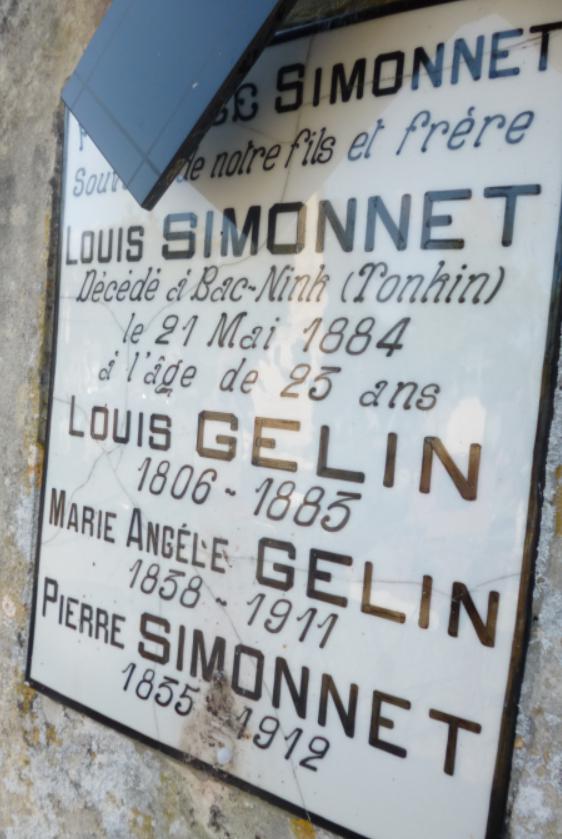 SIMONNET
de notre fils et frère
LOUIS SIMONNET
Décédé à Bac-Ninh (Tonkin)
le 21 Mai 1884
à l'âge de 23 ans
LOUIS GELIN
1806 - 1883
MARIE ANGÉLE GELIN
1838 - 1911
PIERRE SIMONNET
1835 - 1912